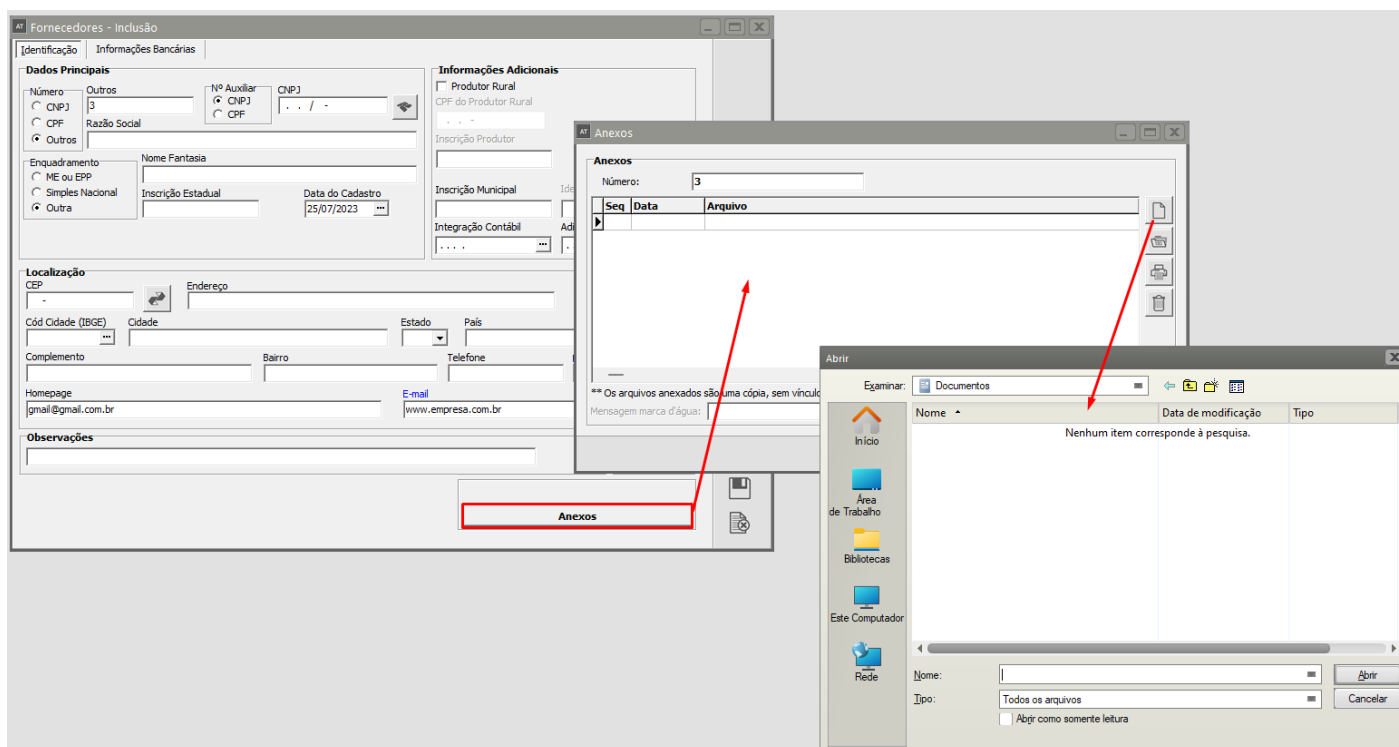 AT Fornecedores - Inclusão
Identificação Informações Bancárias
Dados Principais
Número
CNPJ
CPF
Outros
Outros
3
Nº Auxiliar
CNPJ
CPF
CNPJ
. . / -
Razão Social
Enquadramento
ME ou EPP
Simples Nacional
Outra
Nome Fantasia
Inscrição Estadual
Data do Cadastro
25/07/2023 ...
Informações Adicionais
Produtor Rural
CPF do Produtor Rural
. . -
Inscrição Produtor
Inscrição Municipal
Ide
Integração Contábil
Adi
. . . . ...
Localização
CEP
-
Endereço
Cód Cidade (IBGE)
...
Cidade
Estado
País
Complemento
Bairro
Telefone
Homepage
gmail@gmail.com.br
E-mail
www.empresa.com.br
Observações
Anexos
AT Anexos
Anexos
Número:
3
Seq Data Arquivo
** Os arquivos anexados são uma cópia, sem vínculo
Mensagem marca d'água:
Abrir
Examinar:
Documentos
Início
Área
de Trabalho
Bibliotecas
Este Computador
Rede
Nome
Data de modificação
Tipo
Nenhum item corresponde à pesquisa.
Nome:
Abrir
Tipo:
Todos os arquivos
Cancelar
Abrir como somente leitura